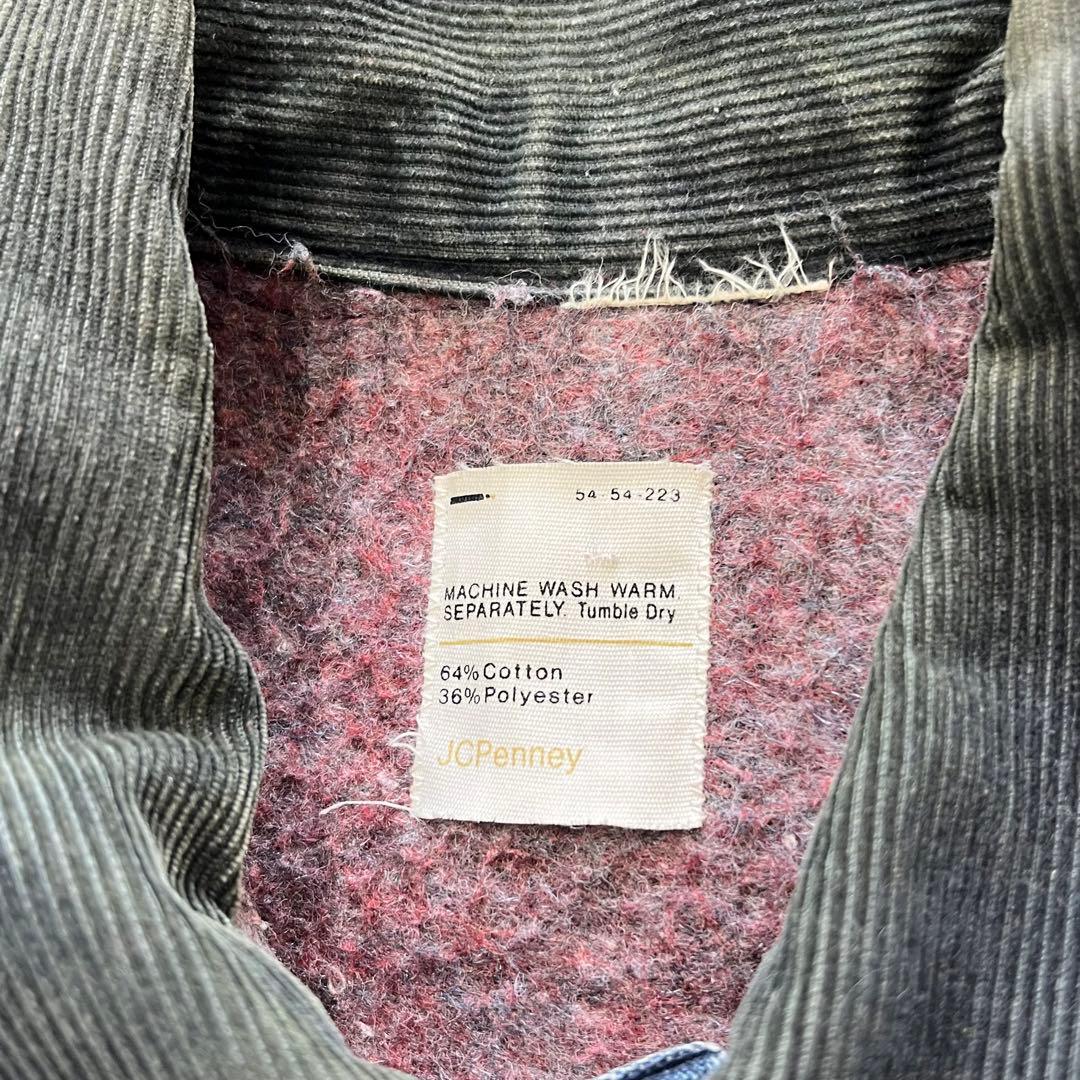 54-54-223
MACHINE WASH WARM
SEPARATELY. Tumble Dry
64% Cotton
36% Polyester
JCPenney